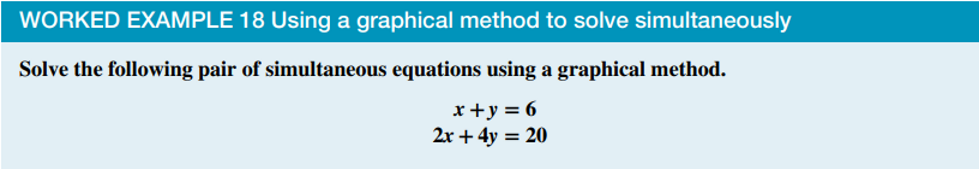 WORKED EXAMPLE 18 Using a graphical method to solve simultaneously
Solve the following pair of simultaneous equations using a graphical method.
x + y = 6
2x + 4y = 20